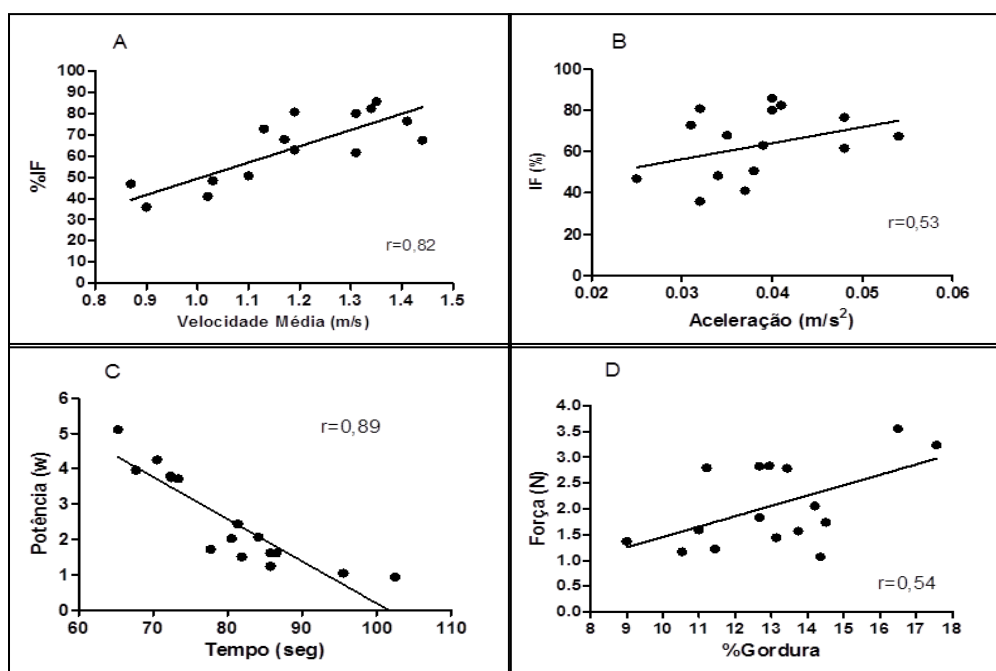 A
100
90
80
70
60
50
40
30
20
10
0
%IF
0.8 0.9 1.0 1.1 1.2 1.3 1.4 1.5
Velocidade Média (m/s)
r=0,82
B
100
80
60
40
20
0
IF (%)
0.02 0.03 0.04 0.05 0.06
Aceleração (m/s²)
r=0,53
C
6
5
4
3
2
1
0
Potência (w)
60 70 80 90 100 110
Tempo (seg)
r=0,89
D
4.0
3.5
3.0
2.5
2.0
1.5
1.0
0.5
0.0
Força (N)
8 9 10 11 12 13 14 15 16 17 18
%Gordura
r=0,54